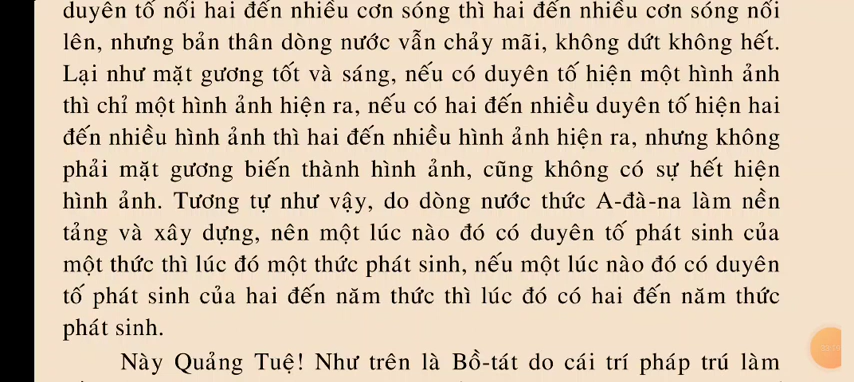 duyên tố nổi hai đến nhiều cơn sóng thì hai đến nhiều cơn sóng nổi
lên, nhưng bản thân dòng nước vẫn chảy mãi, không dứt không hết.
Lại như mặt gương tốt và sáng, nếu có duyên tố hiện một hình ảnh
thì chỉ một hình ảnh hiện ra, nếu có hai đến nhiều duyên tố hiện hai
đến nhiều hình ảnh thì hai đến nhiều hình ảnh hiện ra, nhưng không
phải mặt gương biến thành hình ảnh, cũng không có sự hết hiện
hình ảnh. Tương tự như vậy, do dòng nước thức A-đà-na làm nền
tảng và xây dựng, nên một lúc nào đó có duyên tố phát sinh của
một thức thì lúc đó một thức phát sinh, nếu một lúc nào đó có duyên
tố phát sinh của hai đến năm thức thì lúc đó có hai đến năm thức
phát sinh.
Này Quảng Tuệ! Như trên là Bồ-tát do cái trí pháp trú làm